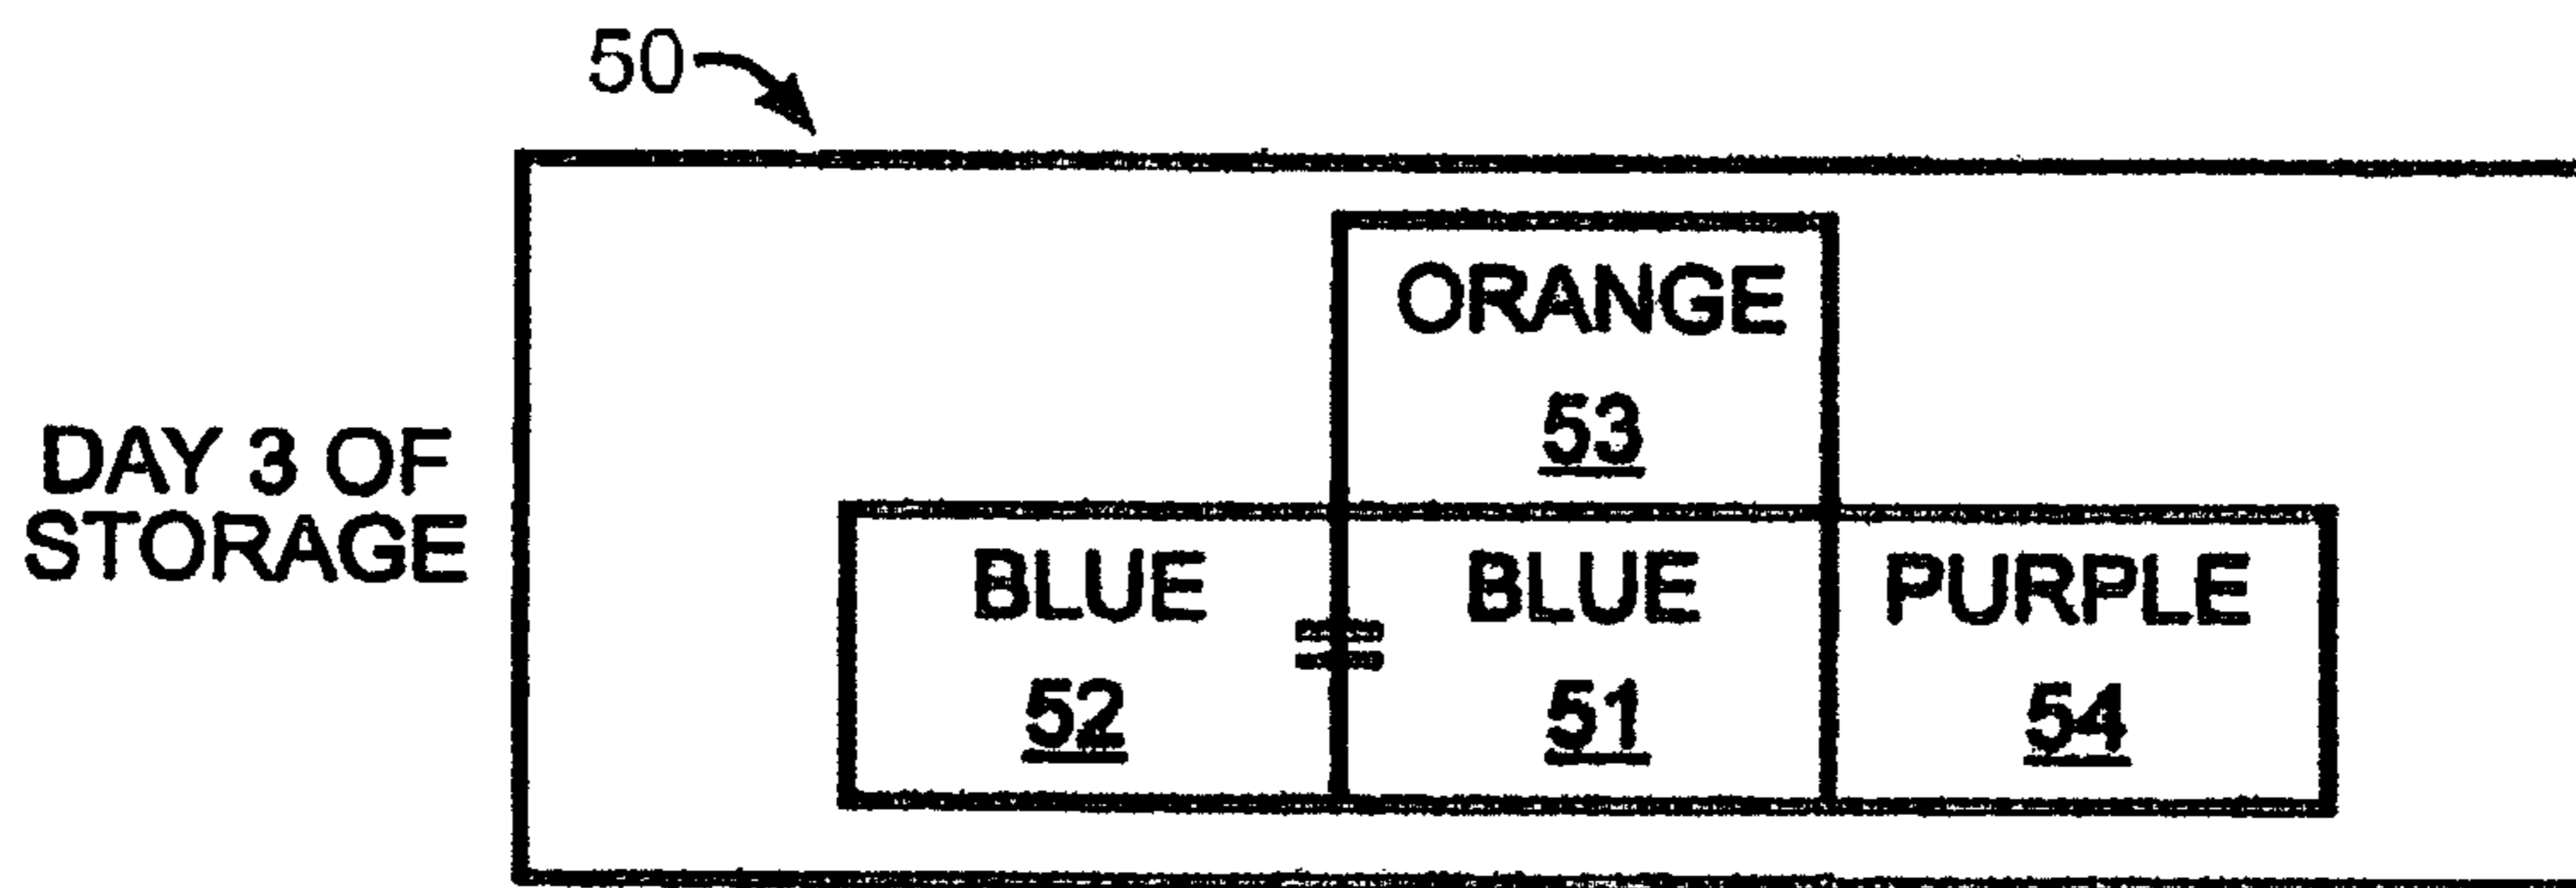 50
ORANGE
53
DAY 3 OF
STORAGE
BLUE BLUE PURPLE
52 51 54